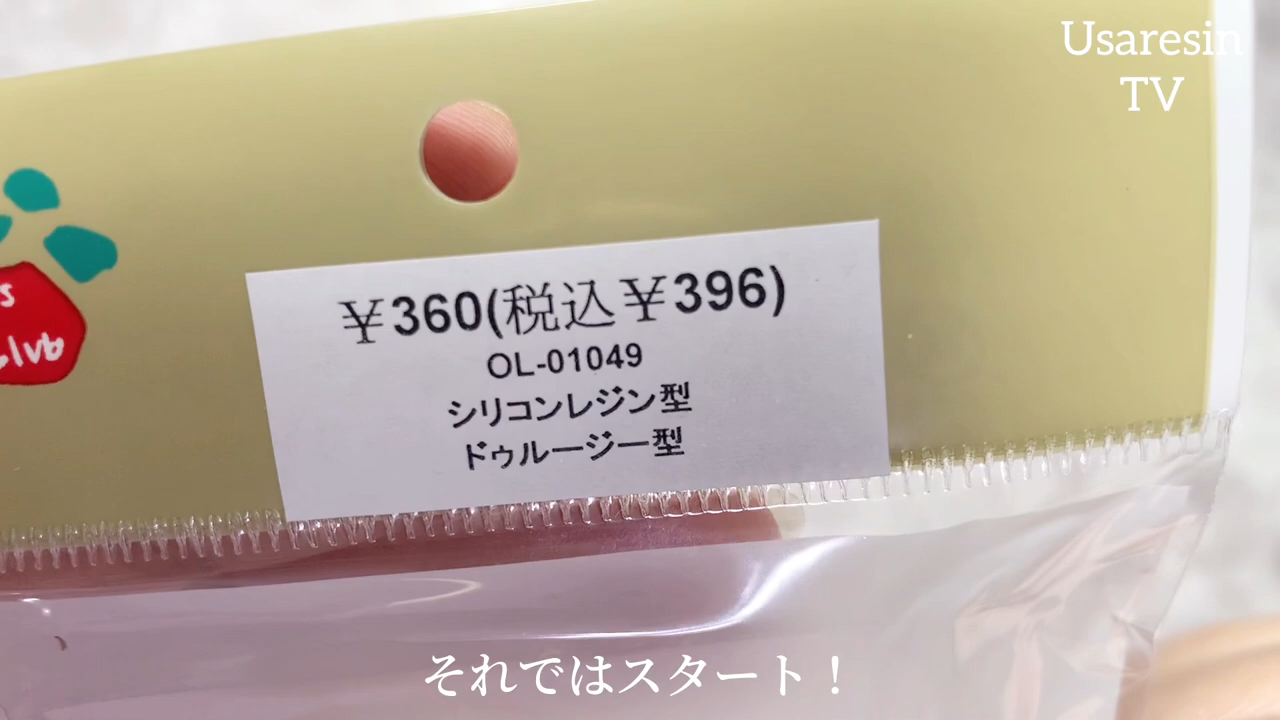 Usaresin
TV
s
club
￥360(税込￥396)
OL-01049
シリコンレジン型
ドゥルージー型
それではスタート！